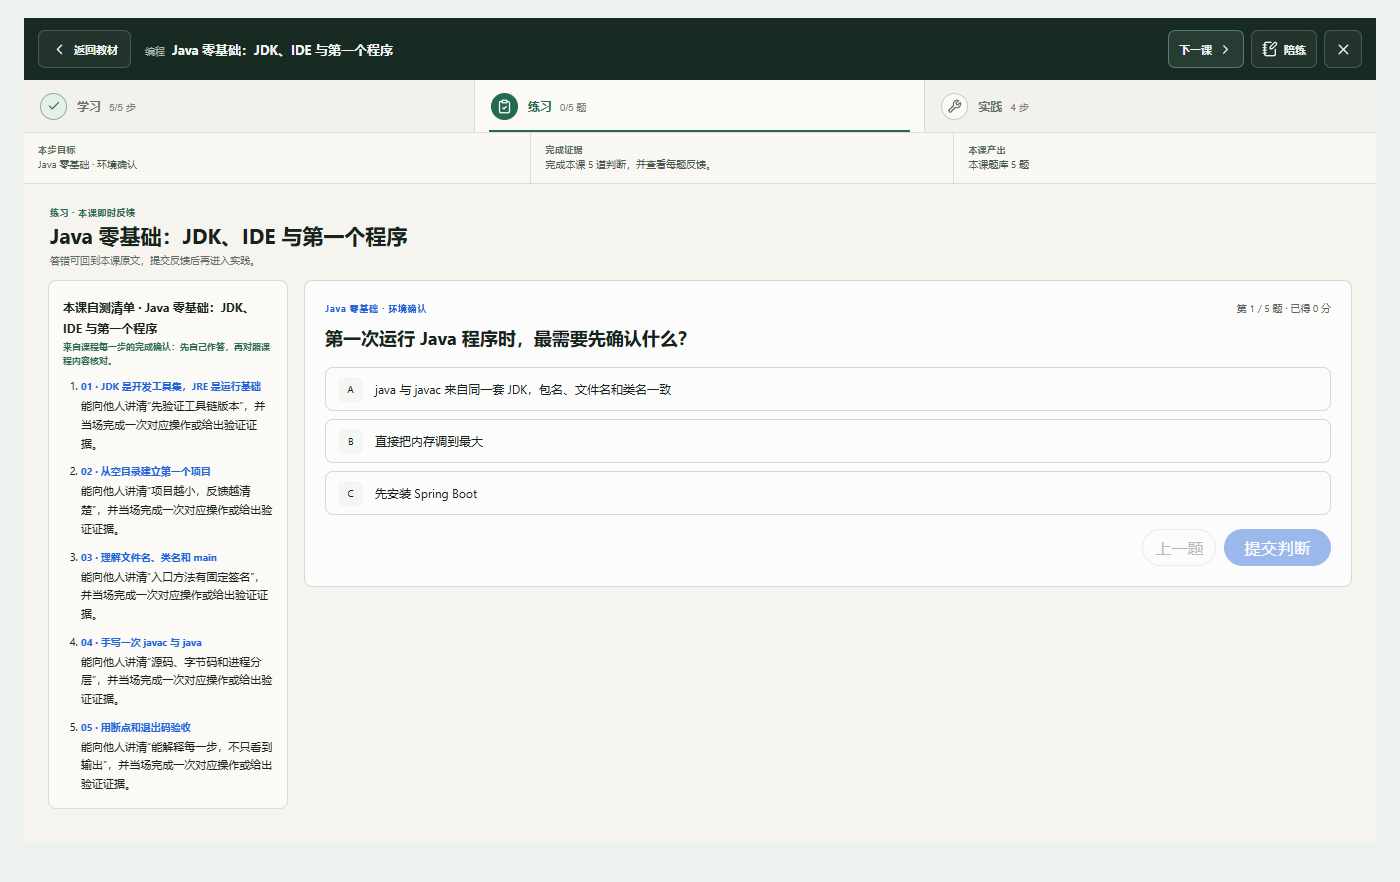 返回教材
编程 Java 零基础：JDK、IDE 与第一个程序
下一课
陪练
学习 5/5 步
练习 0/5 题
实践 4 步
本步目标
Java 零基础 · 环境确认
完成证据
完成本课 5 道判断，并查看每题反馈。
本课产出
本课题库 5 题
练习 · 本课即时反馈
Java 零基础：JDK、IDE 与第一个程序
答错可回到本课原文，提交反馈后再进入实践。
本课自测清单 · Java 零基础：JDK、
IDE 与第一个程序
来自课程每一步的完成确认：先自己作答，再对照课
程内容核对。
1. 01 · JDK 是开发工具集，JRE 是运行基础
能向他人讲清“先验证工具链版本”，并
当场完成一次对应操作或给出验证证
据。
2. 02 · 从空目录建立第一个项目
能向他人讲清“项目越小，反馈越清
楚”，并当场完成一次对应操作或给出验
证证据。
3. 03 · 理解文件名、类名和 main
能向他人讲清“入口方法有固定签名”，
并当场完成一次对应操作或给出验证证
据。
4. 04 · 手写一次 javac 与 java
能向他人讲清“源码、字节码和进程分
层”，并当场完成一次对应操作或给出验
证证据。
5. 05 · 用断点和退出码验收
能向他人讲清“能解释每一步，不只看到
输出”，并当场完成一次对应操作或给出
验证证据。
Java 零基础 · 环境确认
第 1 / 5 题 · 已得 0 分
第一次运行 Java 程序时，最需要先确认什么？
A java 与 javac 来自同一套 JDK，包名、文件名和类名一致
B 直接把内存调到最大
C 先安装 Spring Boot
上一题
提交判断